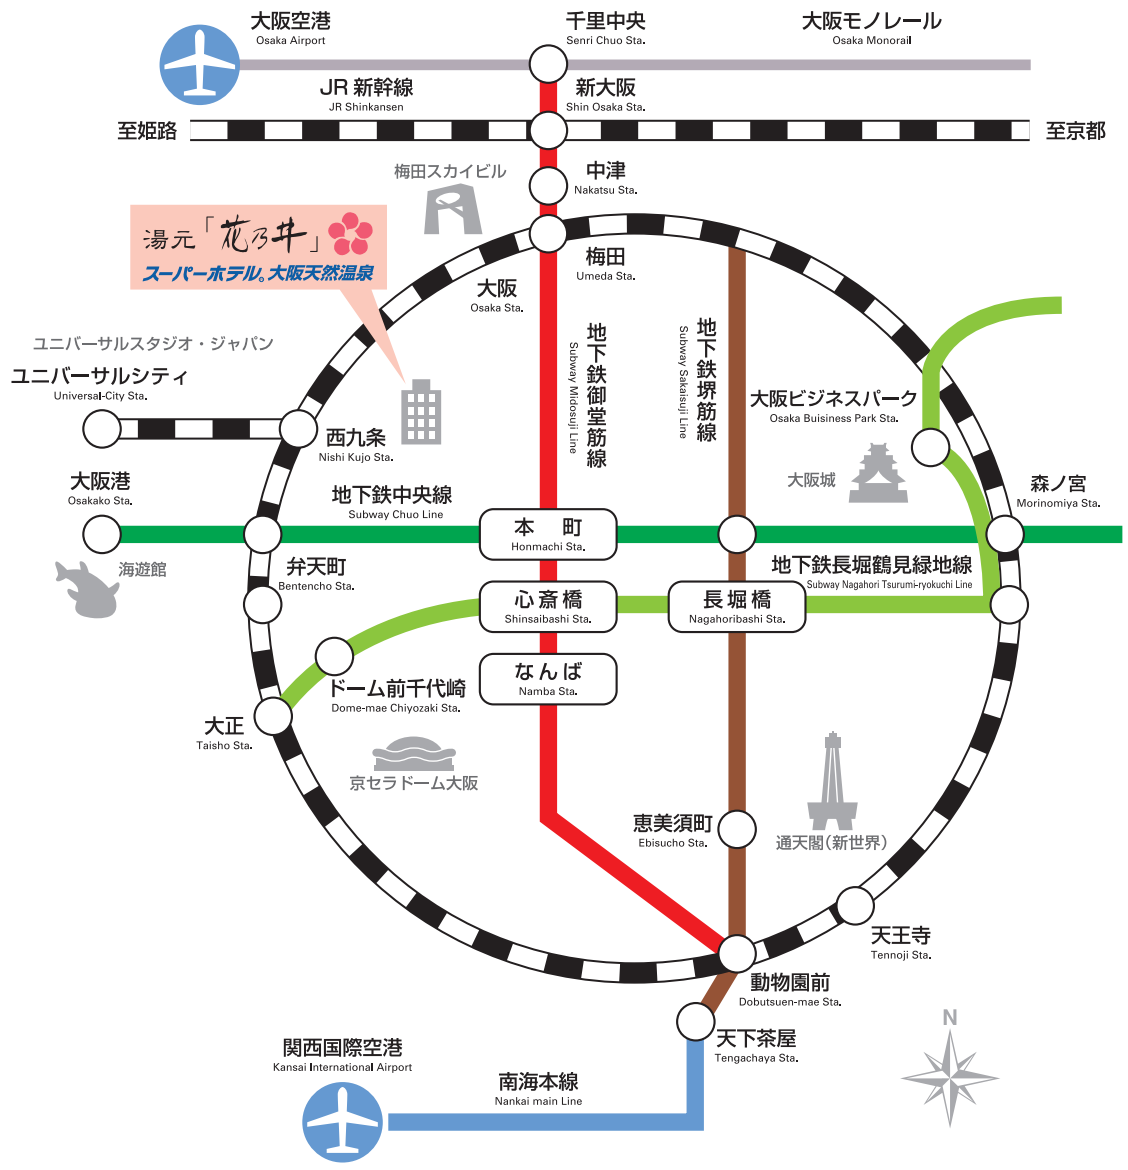 大阪空港
Osaka Airport
千里中央
Senri Chuo Sta.
大阪モノレール
Osaka Monorail
JR 新幹線
JR Shinkansen
新大阪
Shin Osaka Sta.
至姫路
至京都
梅田スカイビル
中津
Nakatsu Sta.
湯元「花乃井」
スーパーホテル。大阪天然温泉
梅田
Umeda Sta.
大阪
Osaka Sta.
地下鉄御堂筋線
Subway Midosuji Line
地下鉄堺筋線
Subway Sakaisuji Line
ユニバーサルスタジオ・ジャパン
ユニバーサルシティ
Universal-City Sta.
大阪ビジネスパーク
Osaka Buisiness Park Sta.
西九条
Nishi Kujo Sta.
大阪城
大阪港
Osakako Sta.
地下鉄中央線
Subway Chuo Line
森ノ宮
Morinomiya Sta.
本町
Honmachi Sta.
海遊館
弁天町
Bentencho Sta.
地下鉄長堀鶴見緑地線
Subway Nagahori Tsurumi-ryokuchi Line
心斎橋
Shinsaibashi Sta.
長堀橋
Nagahoribashi Sta.
なんば
Namba Sta.
ドーム前千代崎
Dome-mae Chiyozaki Sta.
大正
Taisho Sta.
京セラドーム大阪
恵美須町
Ebisucho Sta.
通天閣(新世界)
天王寺
Tennoji Sta.
動物園前
Dobutsuen-mae Sta.
天下茶屋
Tengachaya Sta.
N
関西国際空港
Kansai International Airport
南海本線
Nankai main Line